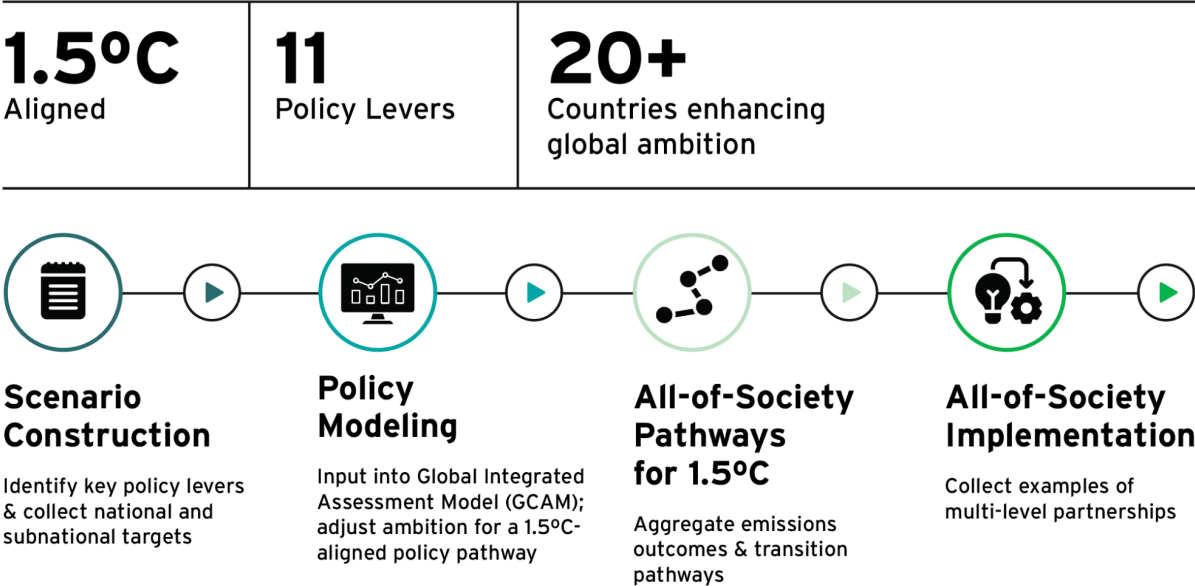 1.5ºC
Aligned
11
Policy Levers
20+
Countries enhancing
global ambition
Scenario
Construction
Identify key policy levers
& collect national and
subnational targets
Policy
Modeling
Input into Global Integrated
Assessment Model (GCAM);
adjust ambition for a 1.5ºC-
aligned policy pathway
All-of-Society
Pathways
for 1.5ºC
Aggregate emissions
outcomes & transition
pathways
All-of-Society
Implementation
Collect examples of
multi-level partnerships